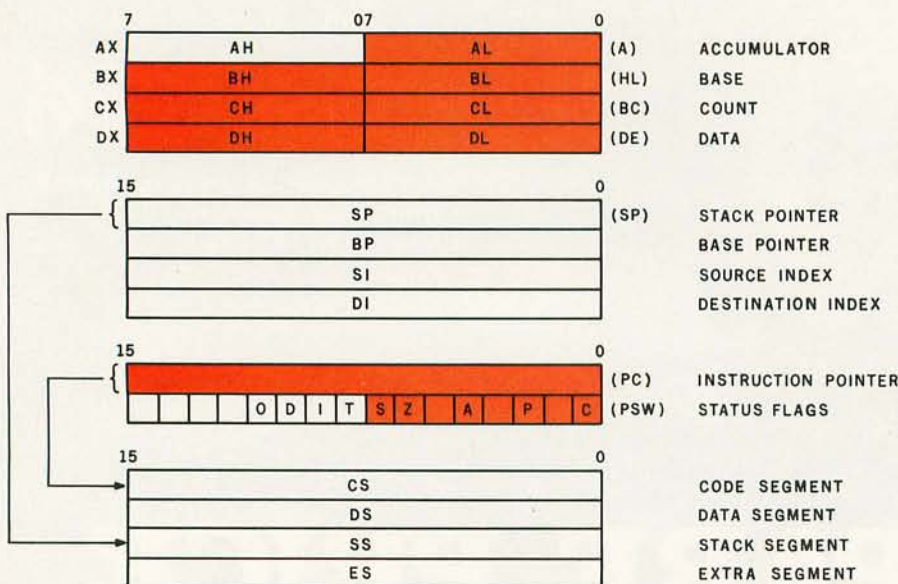 7 07 0
AX AH AL (A) ACCUMULATOR
BX BH BL (HL) BASE
CX CH CL (BC) COUNT
DX DH DL (DE) DATA
15 0
SP (SP) STACK POINTER
BP BASE POINTER
SI SOURCE INDEX
DI DESTINATION INDEX
15 0
(PC) INSTRUCTION POINTER
O D I T S Z A P C (PSW) STATUS FLAGS
15 0
CS CODE SEGMENT
DS DATA SEGMENT
SS STACK SEGMENT
ES EXTRA SEGMENT